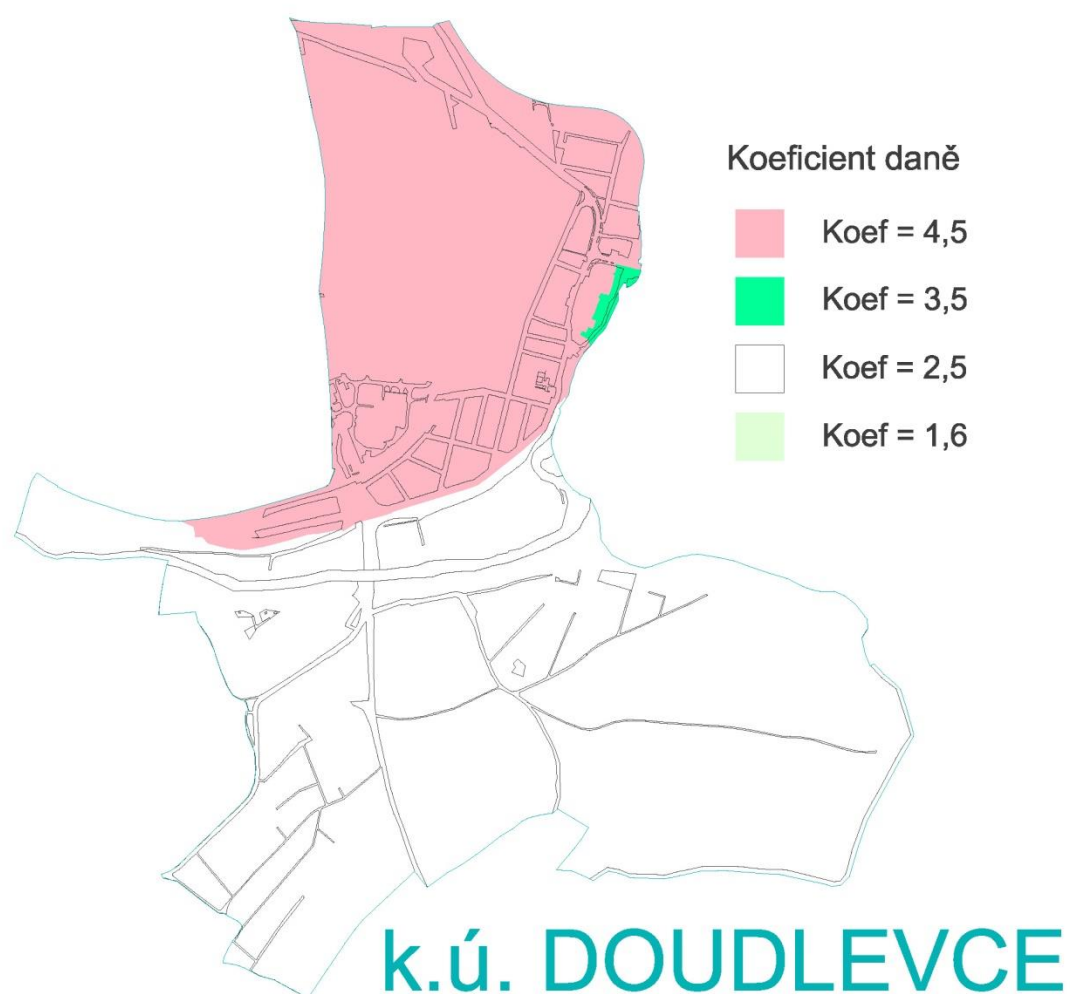 Koeficient daně
Koef = 4,5
Koef = 3,5
Koef = 2,5
Koef = 1,6
k.ú. DOUDLEVCE